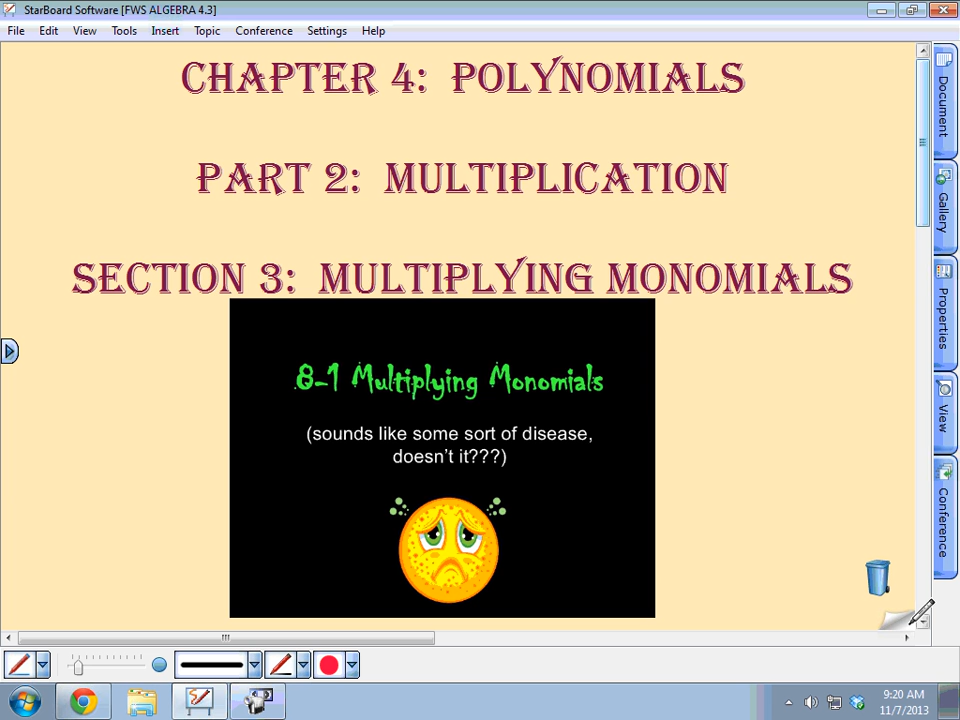 StarBoard Software [FWS ALGEBRA 4.3]
File Edit View Tools Insert Topic Conference Settings Help
CHAPTER 4: POLYNOMIALS
PART 2: MULTIPLICATION
SECTION 3: MULTIPLYING MONOMIALS
8-1 Multiplying Monomials
(sounds like some sort of disease,
doesn't it???)
Document
Gallery
Properties
View
Conference
9:20 AM
11/7/2013